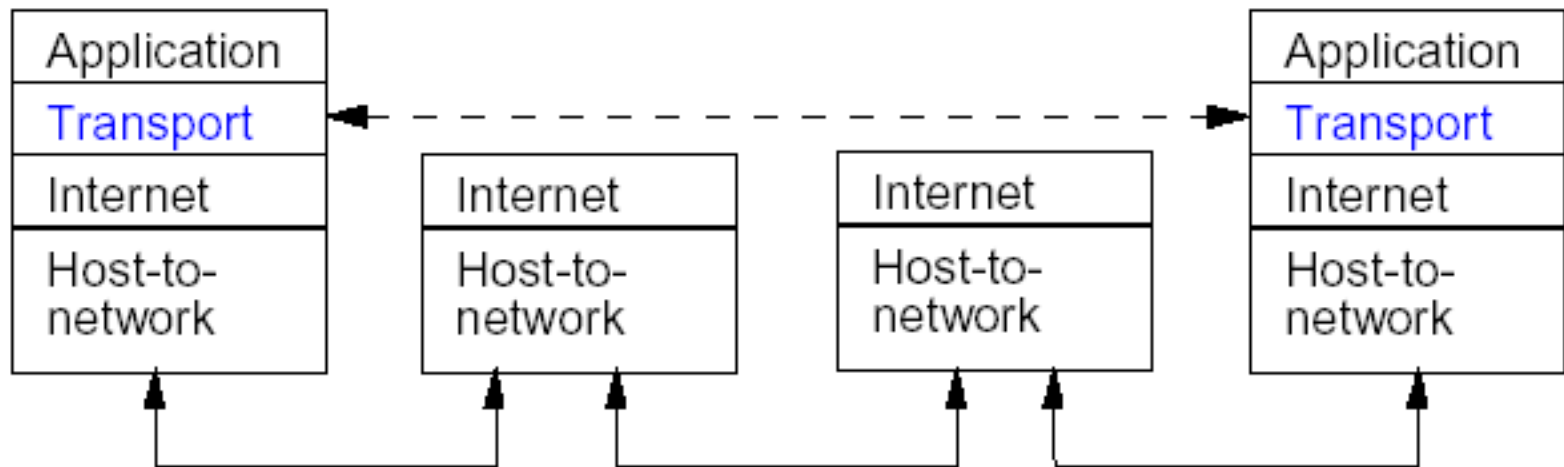 Application
Transport
Internet
Host-to-
network
Internet
Host-to-
network
Internet
Host-to-
network
Application
Transport
Internet
Host-to-
network